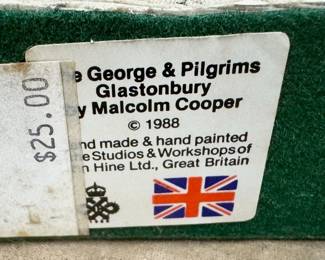 $25.00
e George & Pilgrims
Glastonbury
y Malcolm Cooper
© 1988
nd made & hand painted
he Studios & Workshops of
n Hine Ltd., Great Britain